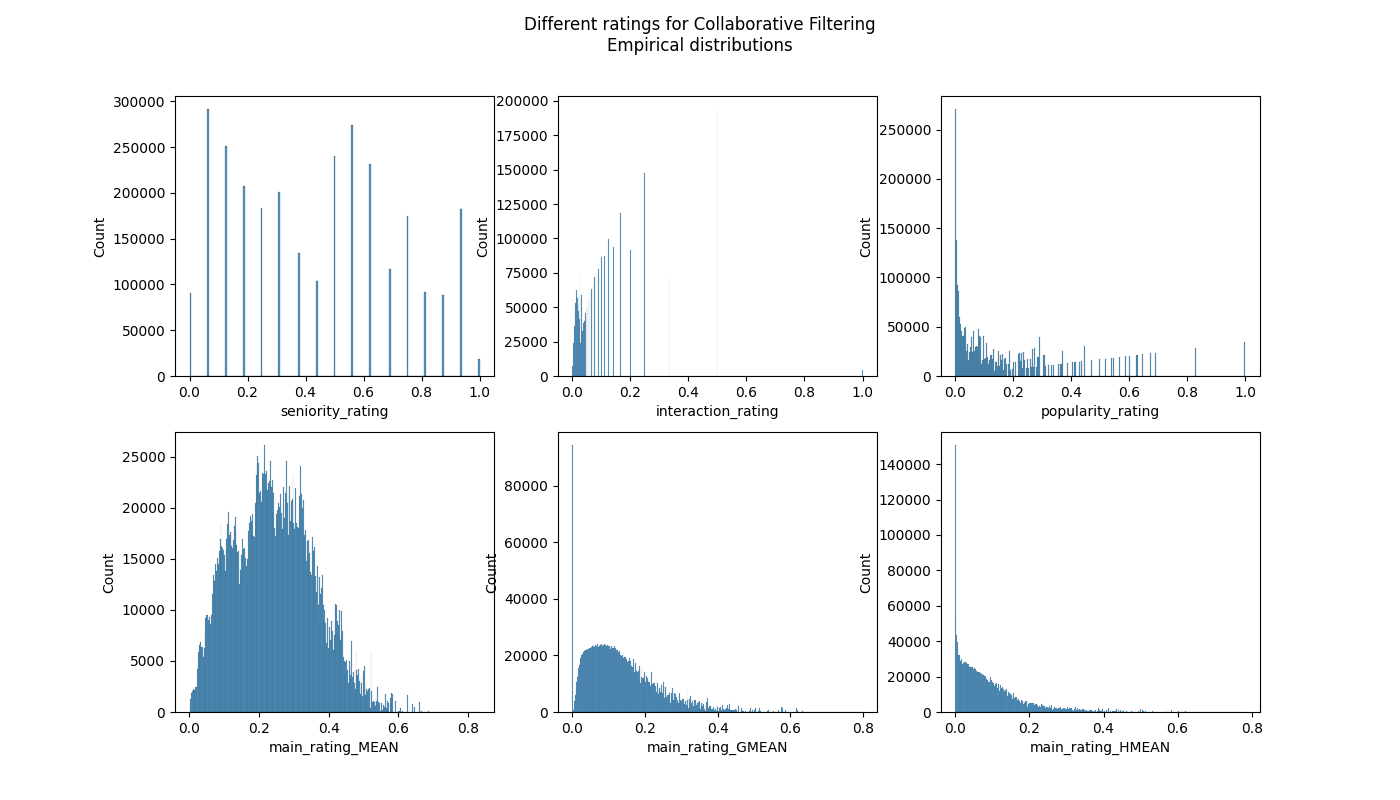 Different ratings for Collaborative Filtering
Empirical distributions
300000
250000
200000
150000
100000
50000
0
Count
0.0 0.2 0.4 0.6 0.8 1.0
seniority_rating
200000
175000
150000
125000
100000
75000
50000
25000
0
Count
0.0 0.2 0.4 0.6 0.8 1.0
interaction_rating
250000
200000
150000
100000
50000
0
Count
0.0 0.2 0.4 0.6 0.8 1.0
popularity_rating
25000
20000
15000
10000
5000
0
Count
0.0 0.2 0.4 0.6 0.8
main_rating_MEAN
80000
60000
40000
20000
0
Count
0.0 0.2 0.4 0.6 0.8
main_rating_GMEAN
140000
120000
100000
80000
60000
40000
20000
0
Count
0.0 0.2 0.4 0.6 0.8
main_rating_HMEAN